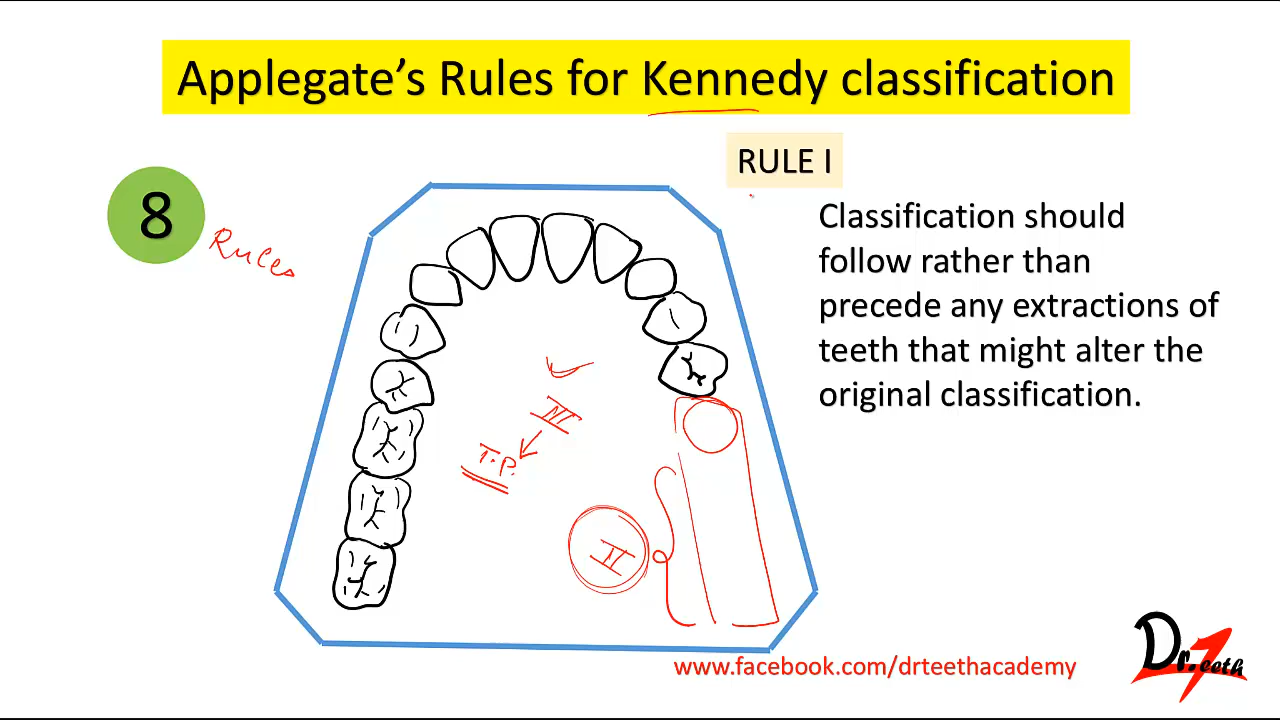 Applegate's Rules for Kennedy classification
RULE I
8
Rules
Classification should
follow rather than
precede any extractions of
teeth that might alter the
original classification.
III
T.P.
II
www.facebook.com/drteethacademy
Dr.Teeth